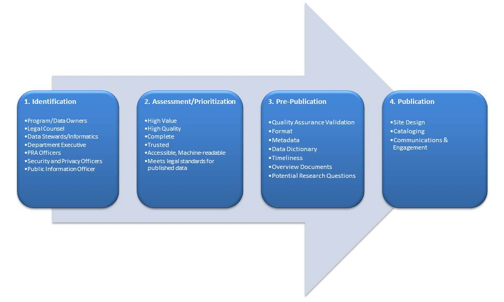 1. Identification
•Program/Data Owners
•Legal Counsel
•Data Stewards/Informatics
•Department Executive
•PRA Officers
•Security and Privacy Officers
•Public Information Officer
2. Assessment/Prioritization
•High Value
•High Quality
•Complete
•Trusted
•Accessible, Machine-readable
•Meets legal standards for
published data
3. Pre-Publication
•Quality Assurance Validation
•Format
•Metadata
•Data Dictionary
•Timeliness
•Overview Documents
•Potential Research Questions
4. Publication
•Site Design
•Cataloging
•Communications &
Engagement